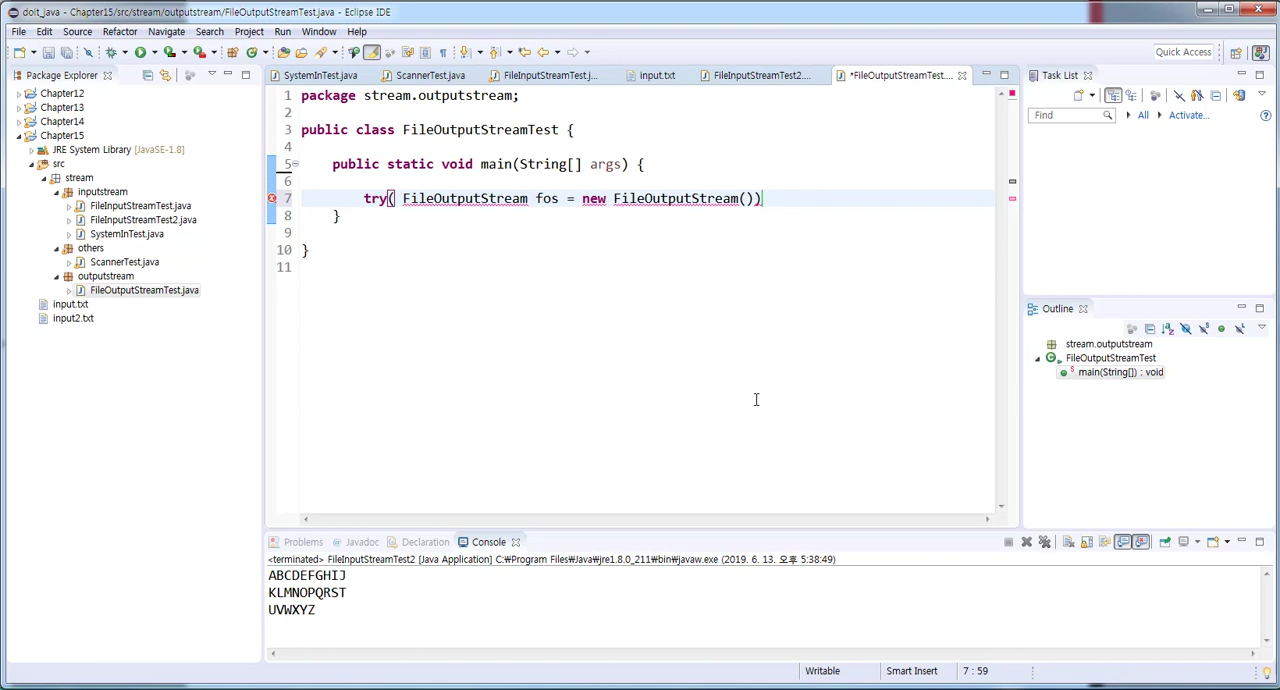 doit_java - Chapter15/src/stream/outputstream/FileOutputStreamTest.java - Eclipse IDE
File Edit Source Refactor Navigate Search Project Run Window Help
Quick Access
Package Explorer
SystemInTest.java ScannerTest.java FileInputStreamTest.j... input.txt FileInputStreamTest2.... *FileOutputStreamTest....
Task List
Chapter12
Chapter13
Chapter14
Chapter15
JRE System Library [JavaSE-1.8]
src
stream
inputstream
FileInputStreamTest.java
FileInputStreamTest2.java
SystemInTest.java
others
ScannerTest.java
outputstream
FileOutputStreamTest.java
input.txt
input2.txt
1 package stream.outputstream;
2
3 public class FileOutputStreamTest {
4
5 public static void main(String[] args) {
6
7 try( FileOutputStream fos = new FileOutputStream())
8 }
9
10 }
11
Find All Activate...
Outline
stream.outputstream
FileOutputStreamTest
main(String[]) : void
Problems Javadoc Declaration Console
<terminated> FileInputStreamTest2 [Java Application] C:₩Program Files₩Java₩jre1.8.0_211₩bin₩javaw.exe (2019. 6. 13. 오후 5:38:49)
ABCDEFGHIJ
KLMNOPQRST
UVWXYZ
Writable Smart Insert 7 : 59